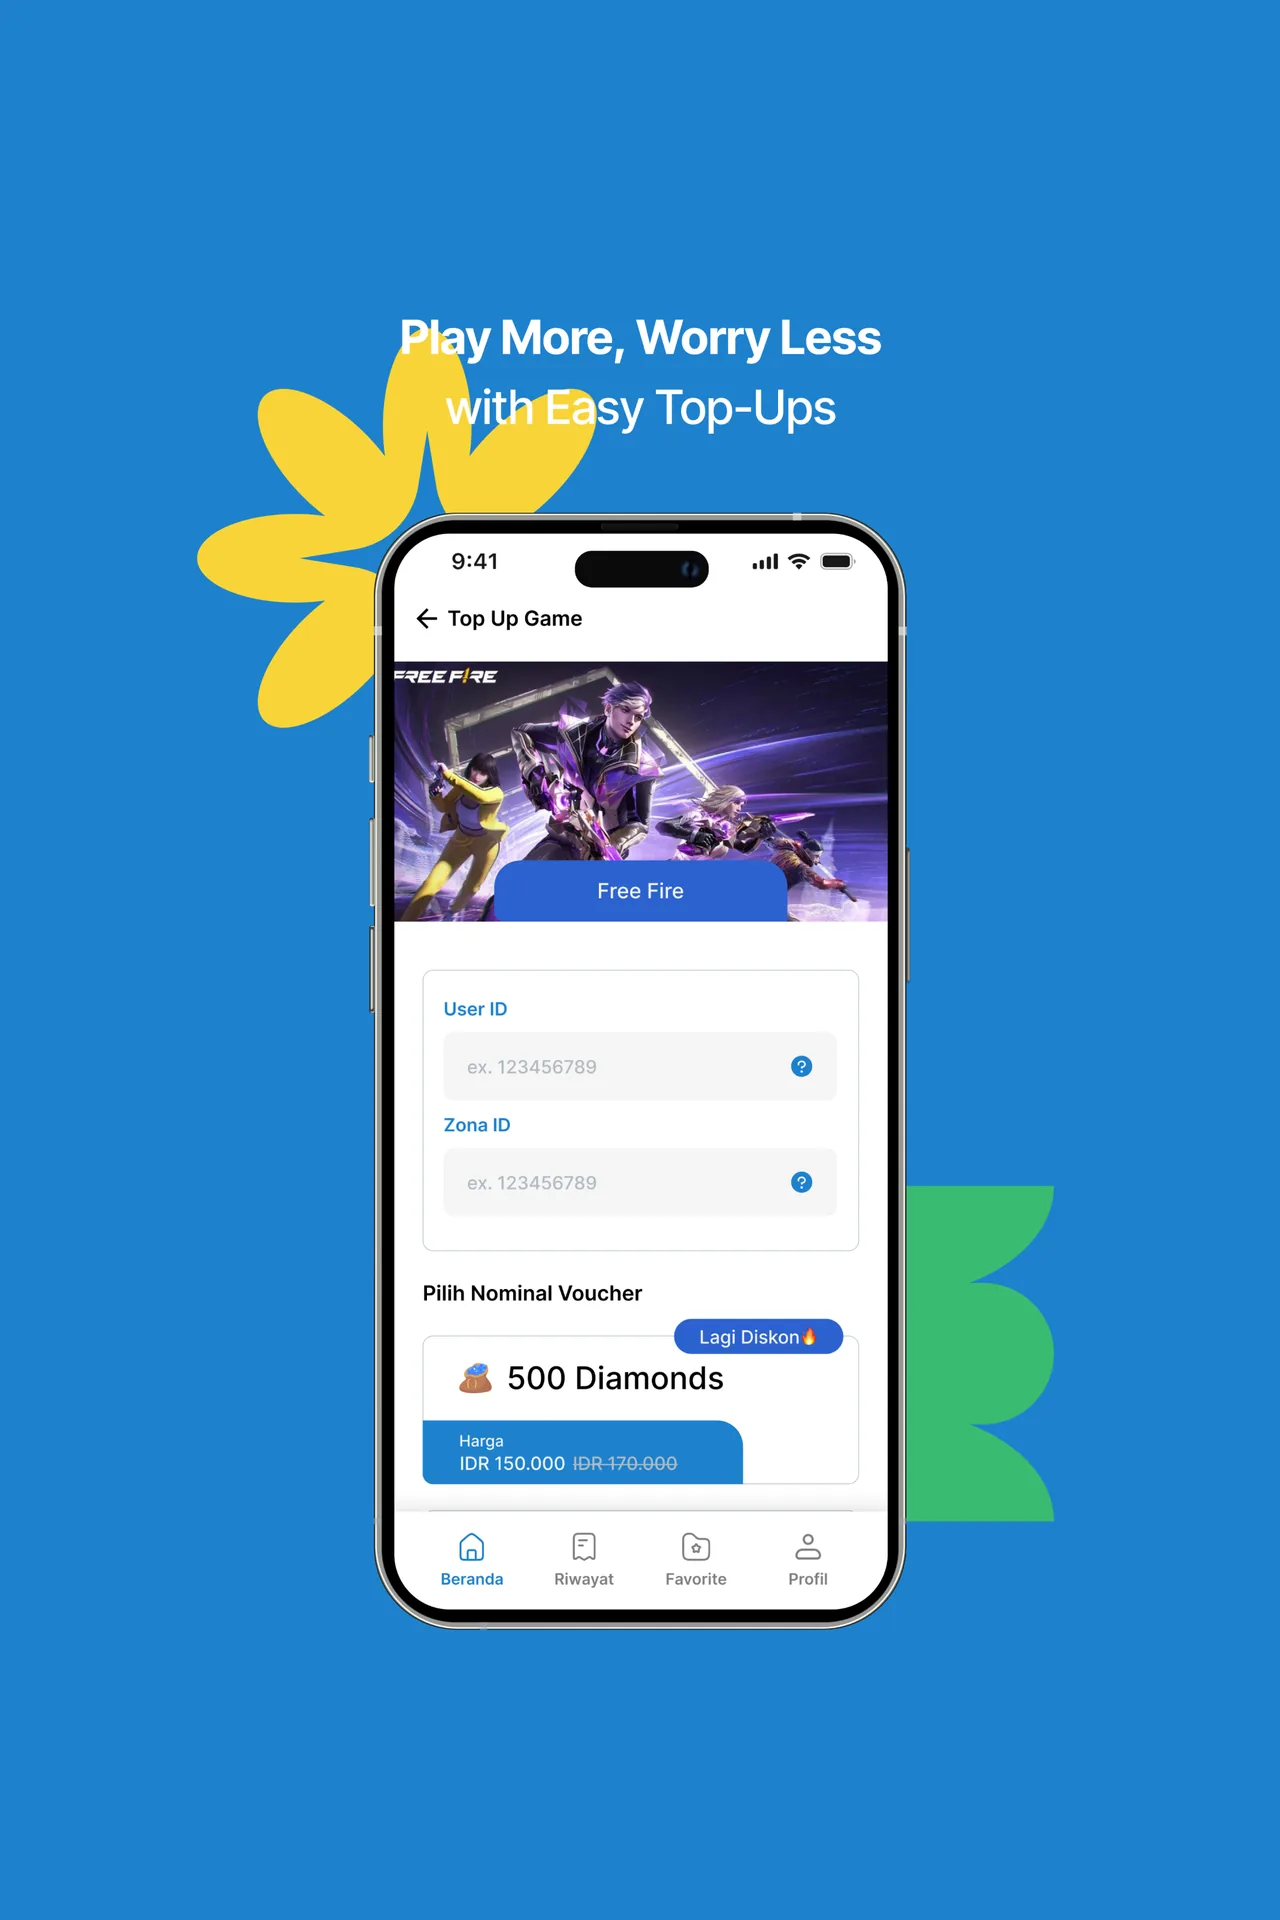 Play More, Worry Less
with Easy Top-Ups
9:41
Top Up Game
FREE FIRE
Free Fire
User ID
ex. 123456789
?
Zona ID
ex. 123456789
?
Pilih Nominal Voucher
Lagi Diskon🔥
500 Diamonds
Harga
IDR 150.000 IDR 170.000
Beranda Riwayat Favorite Profil